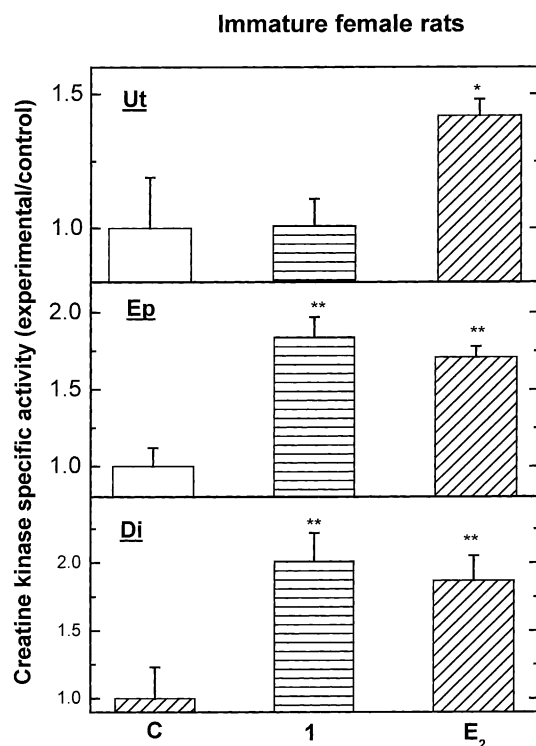 Immature female rats
Creatine kinase specific activity (experimental/control)
Ut
*
1.5
1.0
Ep
**
**
2.0
1.5
1.0
Di
**
**
2.0
1.5
1.0
C 1 E₂